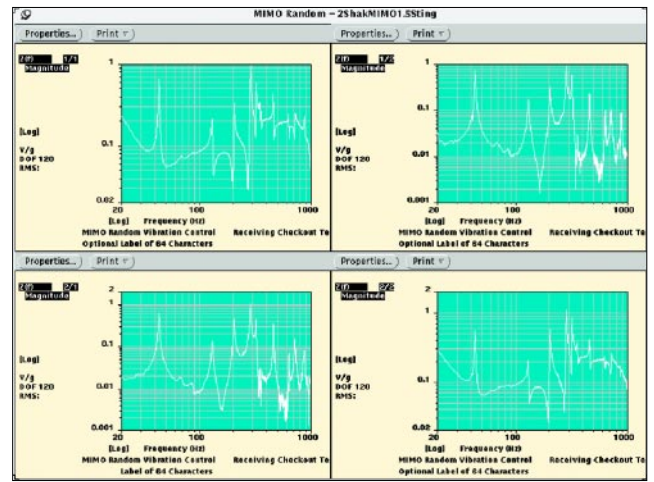 MIMO Random – 2ShakMIMO1.5Sting
Properties...) Print
Properties...) Print
Z(f) 1/1
Magnitude
1
[Log]
0.1
V/g
DOF 120
RMS:
0.02
20 100 1000
[Log] Frequency (Hz)
MIMO Random Vibration Control Receiving Checkout Te
Optional Label of 64 Characters
Z(f) 1/2
Magnitude
1
0.1
[Log]
V/g
0.01
DOF 120
RMS:
0.001
20 100 1000
[Log] Frequency (Hz)
MIMO Random Vibration Control Receiving Checkout Te
Optional Label of 64 Characters
Properties...) Print
Properties...) Print
Z(f) 2/1
Magnitude
2
1
0.1
[Log]
V/g
0.01
DOF 120
RMS:
0.001
20 100 1000
[Log] Frequency (Hz)
MIMO Random Vibration Control Receiving Checkout Te
Label of 64 Characters
Z(f) 2/2
Magnitude
2
1
[Log]
V/g
0.1
DOF 120
RMS:
0.02
20 100 1000
[Log] Frequency (Hz)
MIMO Random Vibration Control Receiving Checkout Te
Optional Label of 64 Characters